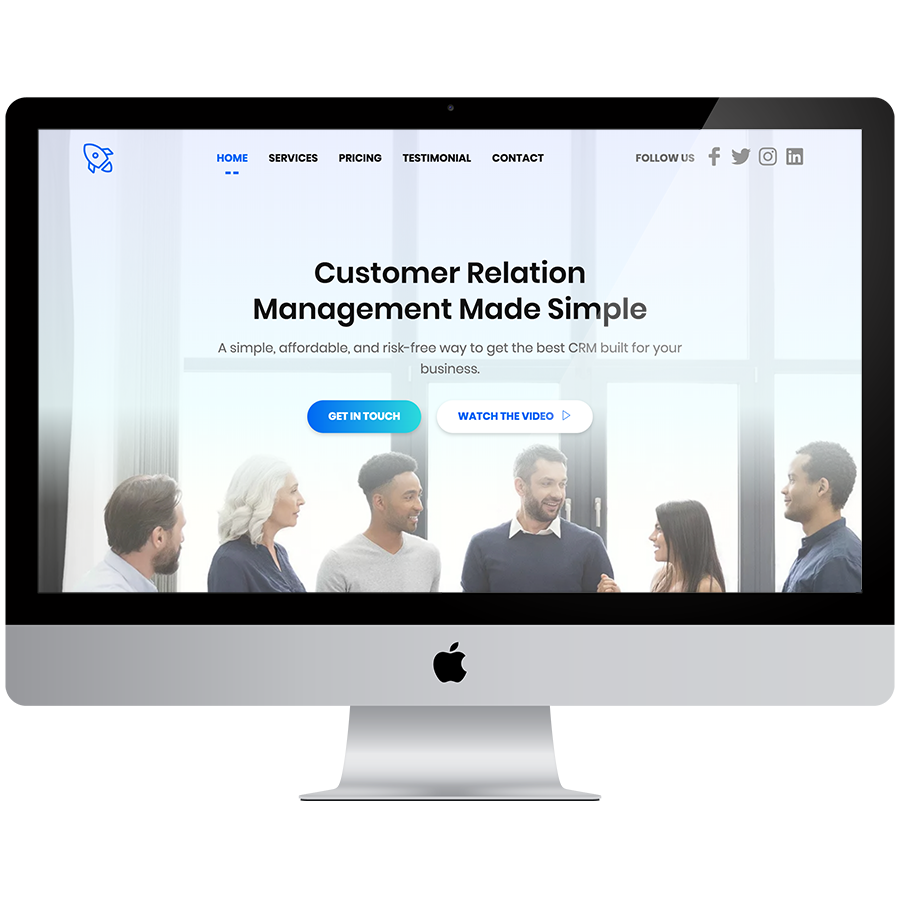 HOME SERVICES PRICING TESTIMONIAL CONTACT FOLLOW US
Customer Relation
Management Made Simple
A simple, affordable, and risk-free way to get the best CRM built for your
business.
GET IN TOUCH WATCH THE VIDEO